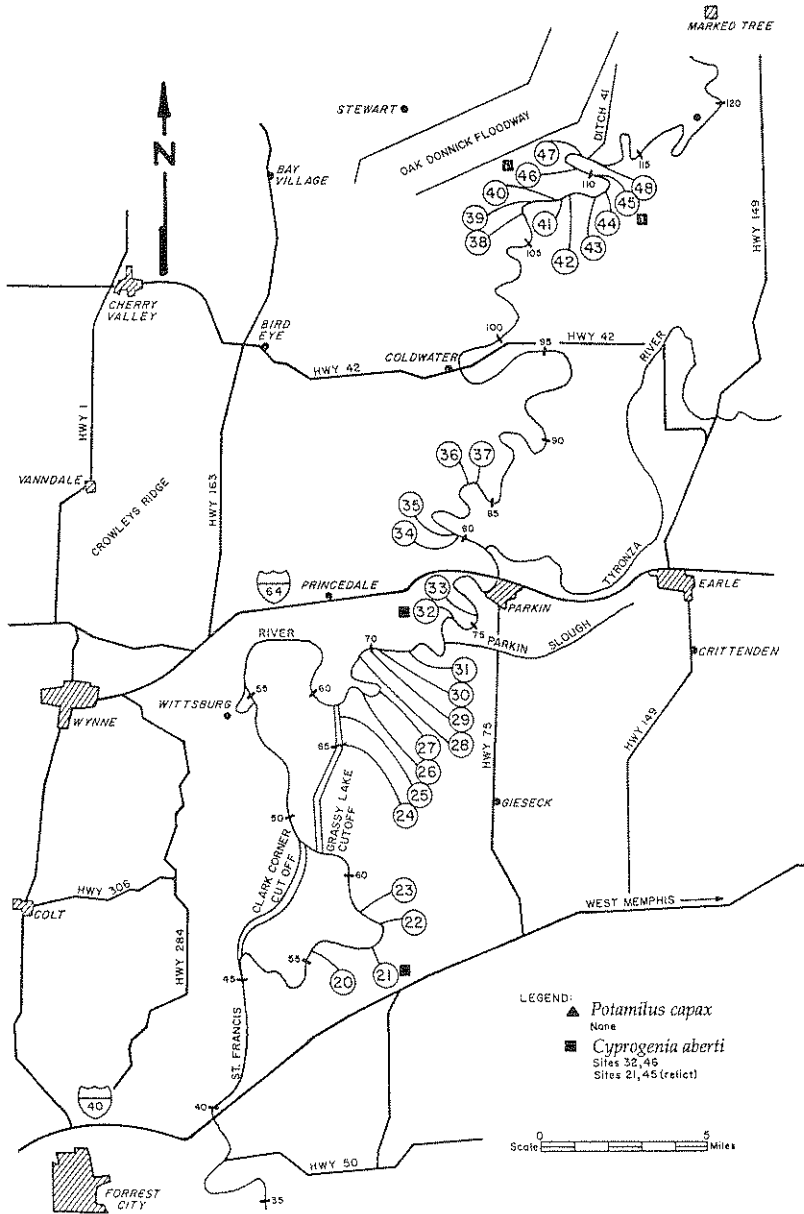 MARKED TREE
120
STEWART
OAK DONNICK FLOODWAY
DITCH 41
N
BAY
VILLAGE
47
115
46
110
48
40
45
39
44
41
43
38
42
105
HWY 149
CHERRY
VALLEY
BIRD
EYE
100
HWY 42
95
COLDWATER
HWY 42
RIVER
HWY 1
90
36
37
VANNDALE
CROWLEYS RIDGE
HWY 163
85
35
34
80
TYRONZA
64
PRINCEDALE
33
32
PARKIN
EARLE
75
PARKIN
SLOUGH
RIVER
70
31
CRITTENDEN
30
WYNNE
WITTSBURG
55
60
29
28
27
26
25
24
65
HWY 75
HWY 149
GIESECK
50
GRASSY LAKE
CUTOFF
CLARK CORNER
CUT OFF
60
23
HWY 306
COLT
22
WEST MEMPHIS
HWY 284
55
20
21
45
LEGEND:
Potamilus capax
None
Cyprogenia aberti
Sites 32,46
Sites 21,45 (relict)
ST. FRANCIS
40
40
0
5
Scale
Miles
HWY 50
35
FORREST
CITY